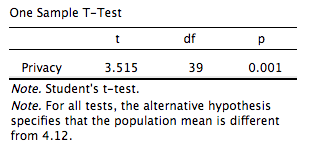 One Sample T-Test
t df p
Privacy 3.515 39 0.001
Note. Student's t-test.
Note. For all tests, the alternative hypothesis
specifies that the population mean is different
from 4.12.